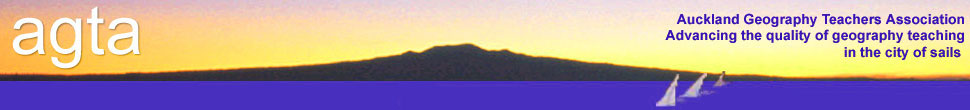 agta
Auckland Geography Teachers Association
Advancing the quality of geography teaching
in the city of sails